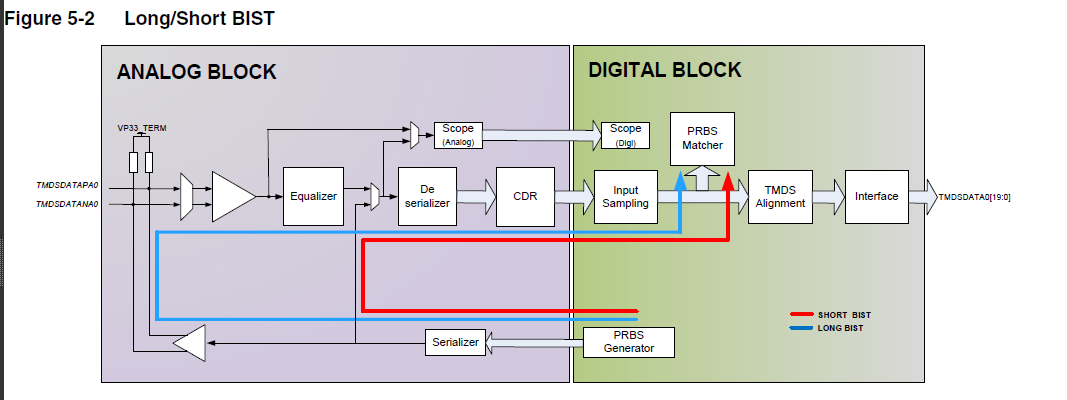 Figure 5-2 Long/Short BIST
ANALOG BLOCK
DIGITAL BLOCK
VP33_TERM
Scope
(Analog)
Scope
(Digi)
PRBS
Matcher
TMDSDATAPA0
TMDSDATANA0
Equalizer
De
serializer
CDR
Input
Sampling
TMDS
Alignment
Interface
TMDSDATA0[19:0]
SHORT BIST
LONG BIST
Serializer
PRBS
Generator